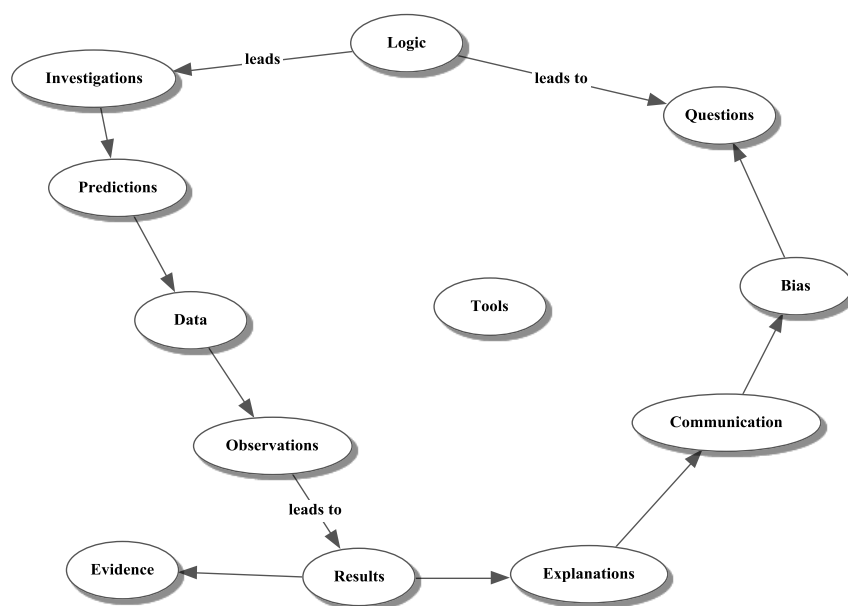 Logic
leads
Investigations
leads to
Questions
Predictions
Bias
Tools
Data
Communication
Observations
leads to
Evidence
Results
Explanations